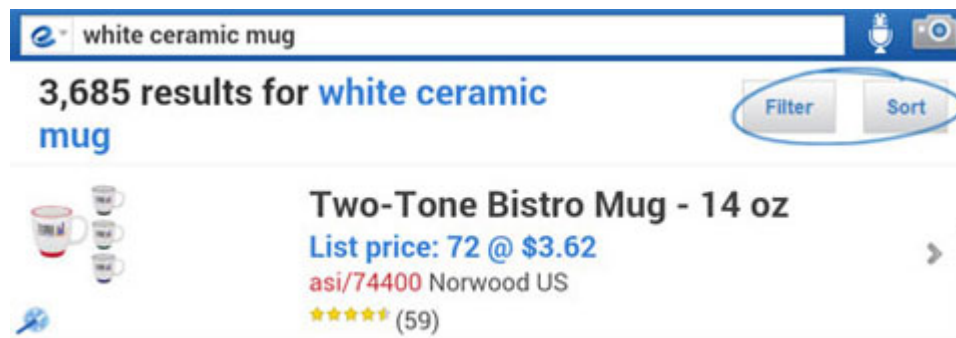 white ceramic mug
3,685 results for white ceramic
mug
Filter
Sort
Two-Tone Bistro Mug - 14 oz
List price: 72 @ $3.62
asi/74400 Norwood US
(59)